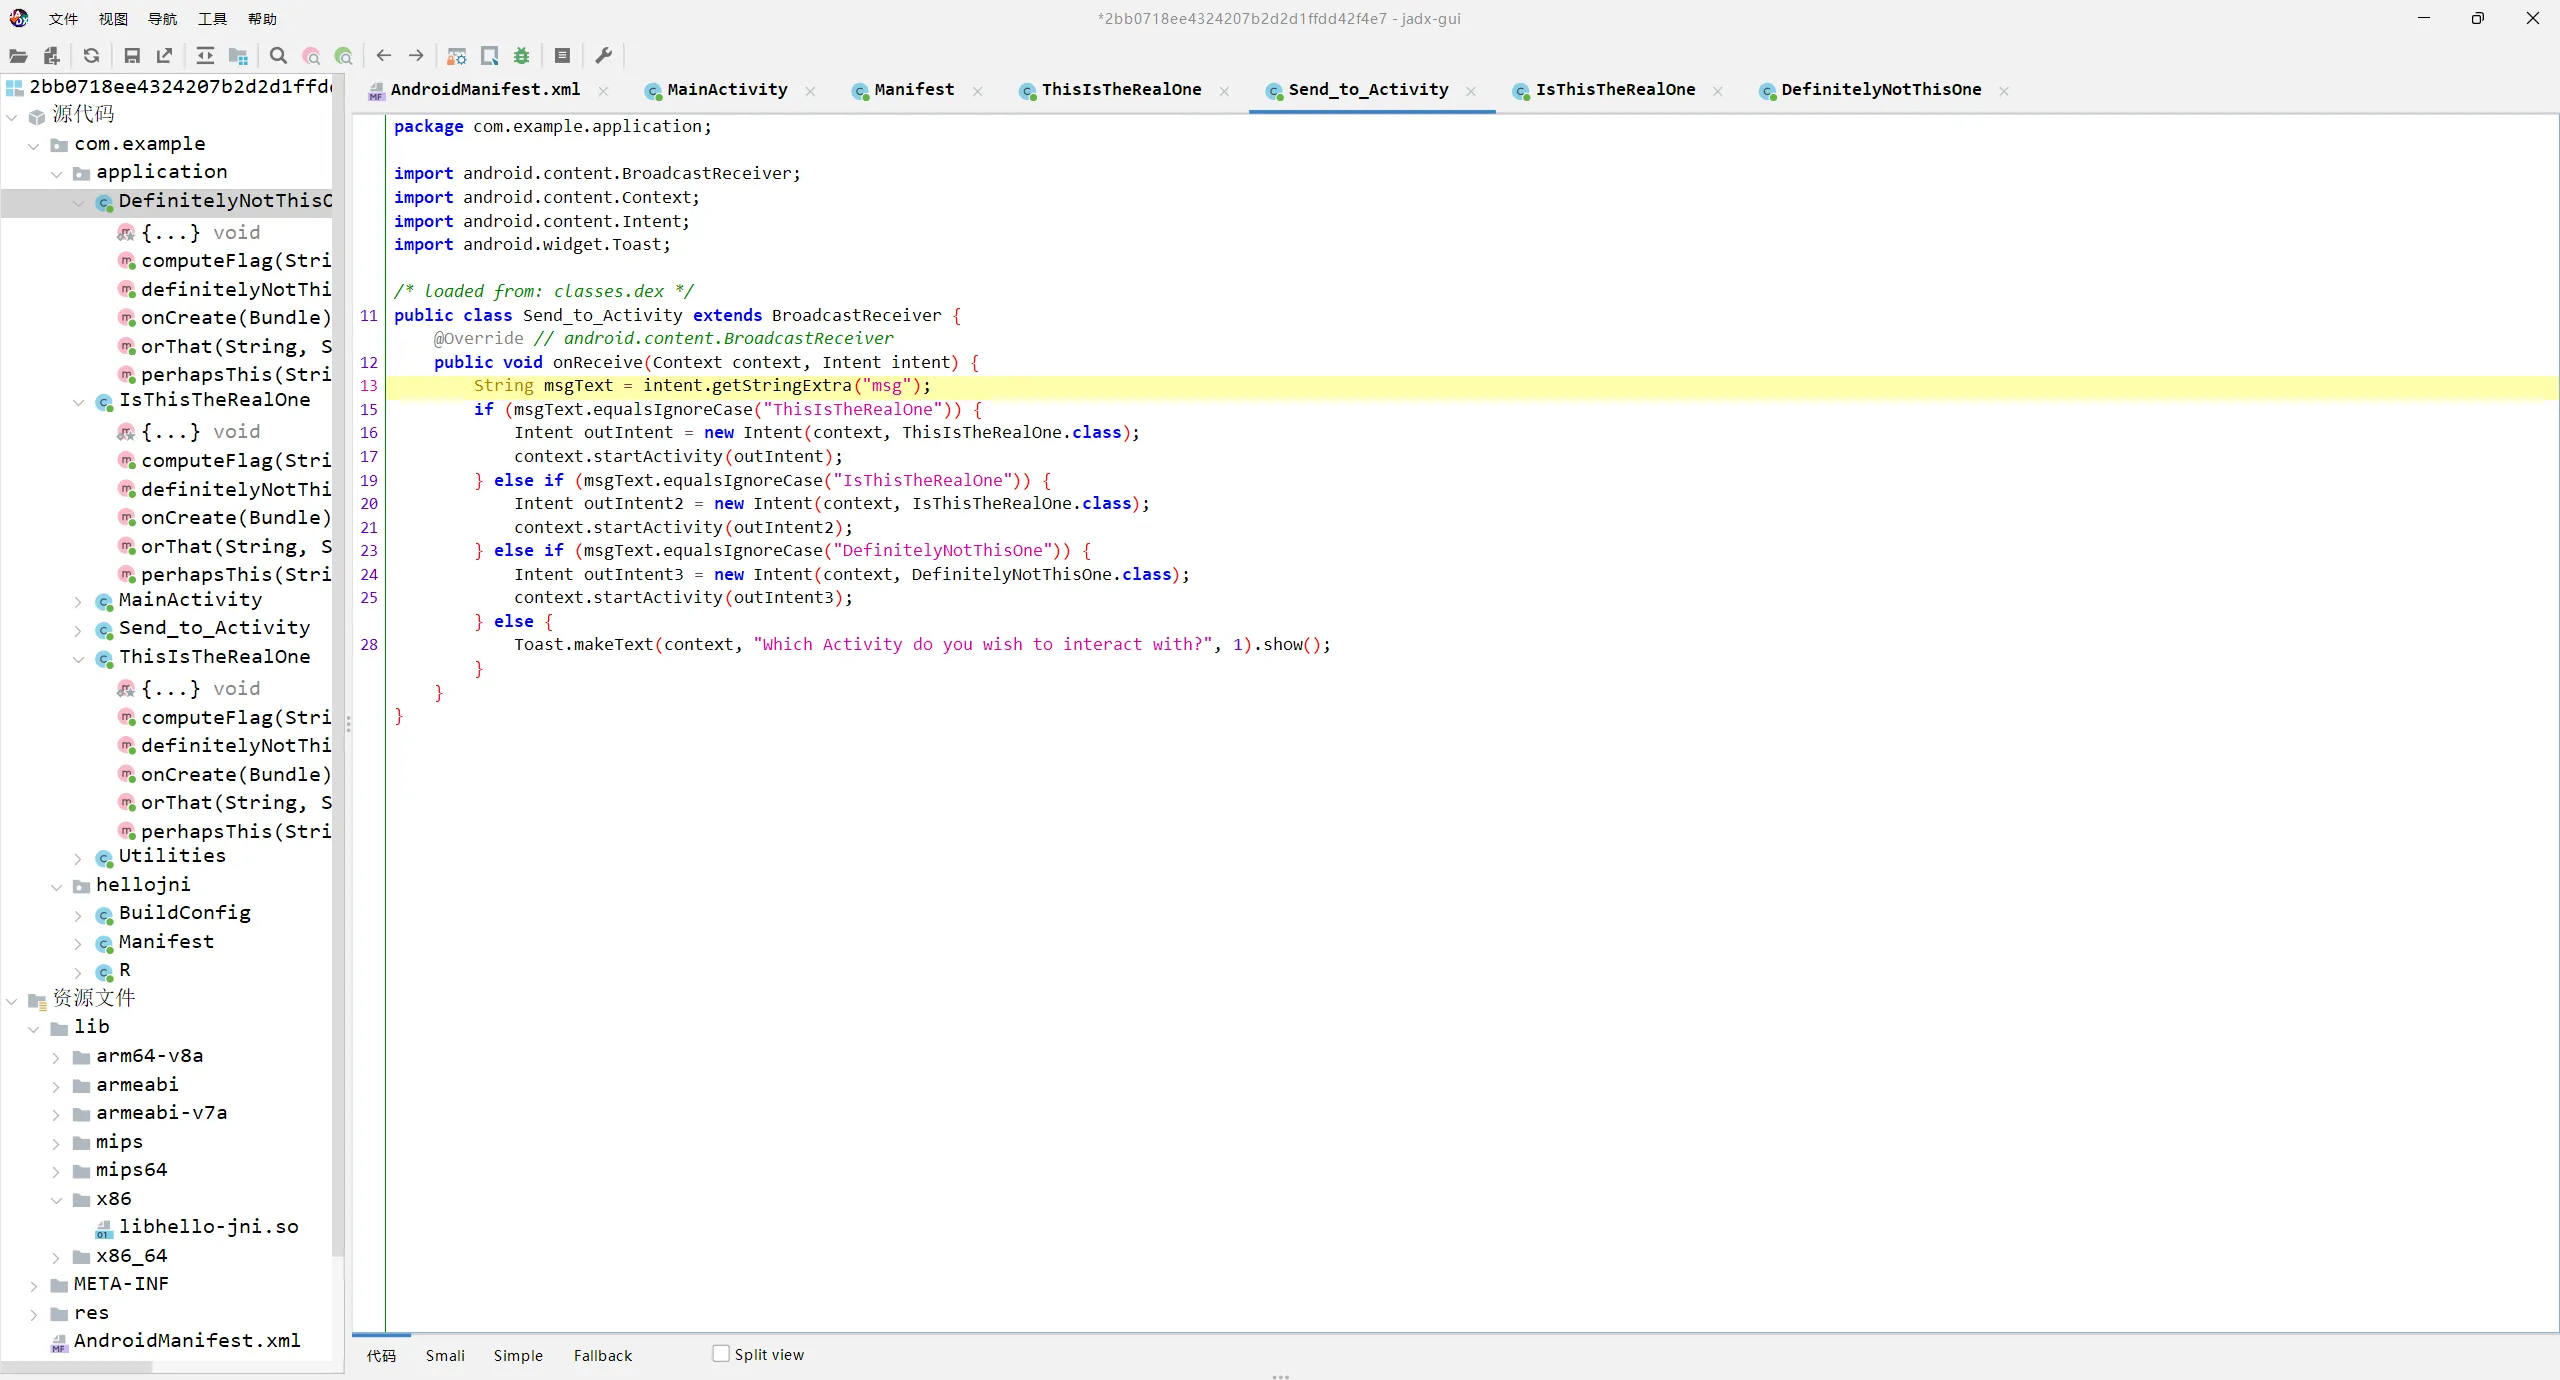 文件 视图 导航 工具 帮助
*2bb0718ee4324207b2d2d1ffdd42f4e7 - jadx-gui
2bb0718ee4324207b2d2d1ffd
源代码
com.example
application
DefinitelyNotThisO
{...} void
computeFlag(Stri
definitelyNotThi
onCreate(Bundle)
orThat(String, S
perhapsThis(Stri
IsThisTheRealOne
{...} void
computeFlag(Stri
definitelyNotThi
onCreate(Bundle)
orThat(String, S
perhapsThis(Stri
MainActivity
Send_to_Activity
ThisIsTheRealOne
{...} void
computeFlag(Stri
definitelyNotThi
onCreate(Bundle)
orThat(String, S
perhapsThis(Stri
Utilities
hellojni
BuildConfig
Manifest
R
资源文件
lib
arm64-v8a
armeabi
armeabi-v7a
mips
mips64
x86
libhello-jni.so
x86_64
META-INF
res
AndroidManifest.xml
AndroidManifest.xml MainActivity Manifest ThisIsTheRealOne Send_to_Activity IsThisTheRealOne DefinitelyNotThisOne
package com.example.application;
import android.content.BroadcastReceiver;
import android.content.Context;
import android.content.Intent;
import android.widget.Toast;
/* loaded from: classes.dex */
11 public class Send_to_Activity extends BroadcastReceiver {
@Override // android.content.BroadcastReceiver
12 public void onReceive(Context context, Intent intent) {
13 String msgText = intent.getStringExtra("msg");
15 if (msgText.equalsIgnoreCase("ThisIsTheRealOne")) {
16 Intent outIntent = new Intent(context, ThisIsTheRealOne.class);
17 context.startActivity(outIntent);
19 } else if (msgText.equalsIgnoreCase("IsThisTheRealOne")) {
20 Intent outIntent2 = new Intent(context, IsThisTheRealOne.class);
21 context.startActivity(outIntent2);
23 } else if (msgText.equalsIgnoreCase("DefinitelyNotThisOne")) {
24 Intent outIntent3 = new Intent(context, DefinitelyNotThisOne.class);
25 context.startActivity(outIntent3);
} else {
28 Toast.makeText(context, "Which Activity do you wish to interact with?", 1).show();
}
}
}
代码 Smali Simple Fallback Split view